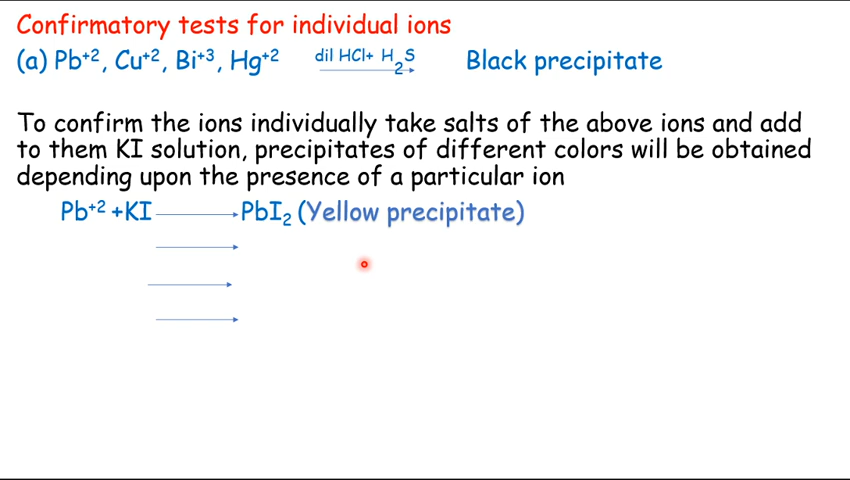 Confirmatory tests for individual ions
(a) Pb⁺², Cu⁺², Bi⁺³, Hg⁺² dil HCl+ H₂S Black precipitate
To confirm the ions individually take salts of the above ions and add
to them KI solution, precipitates of different colors will be obtained
depending upon the presence of a particular ion
Pb⁺² +KI PbI₂ (Yellow precipitate)